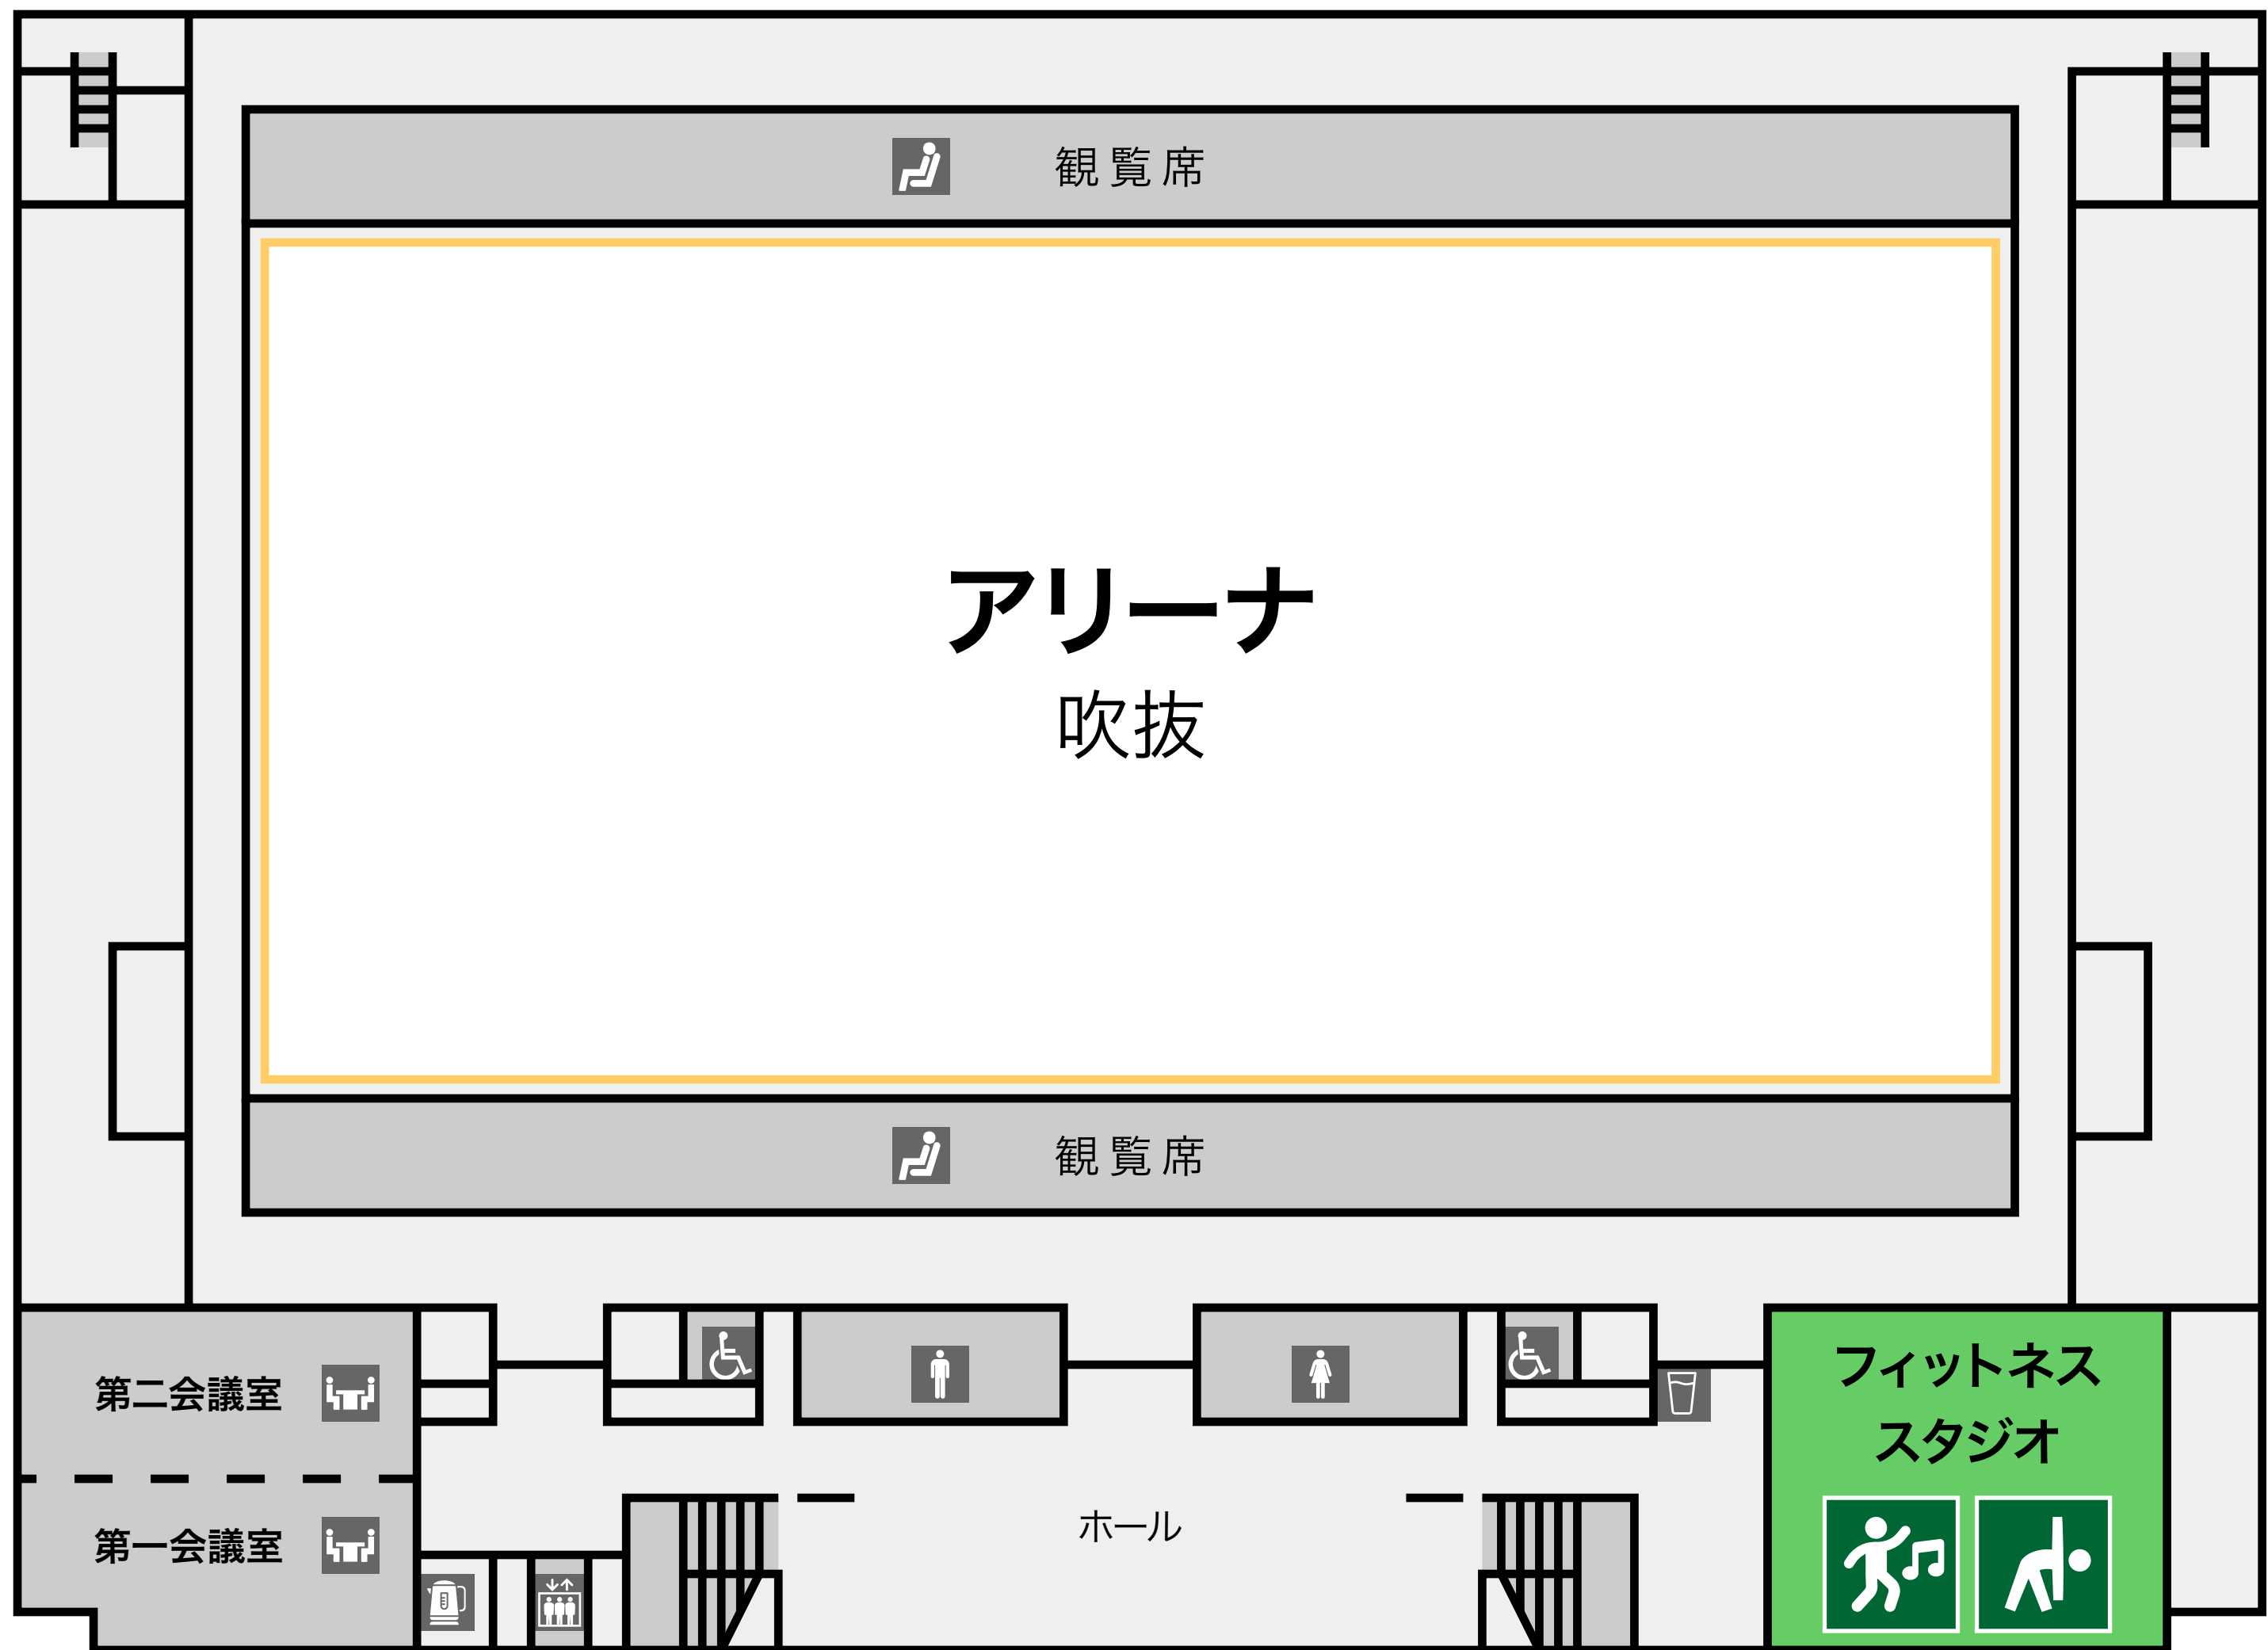 観覧席
アリーナ
吹抜
観覧席
第二会議室
第一会議室
ホール
フィットネス
スタジオ